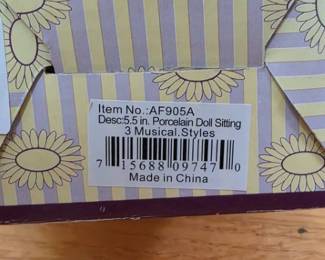 Item No.:AF905A
Desc:5.5 in. Porcelain Doll Sitting
3 Musical.Styles
7 15688 09747 0
Made in China